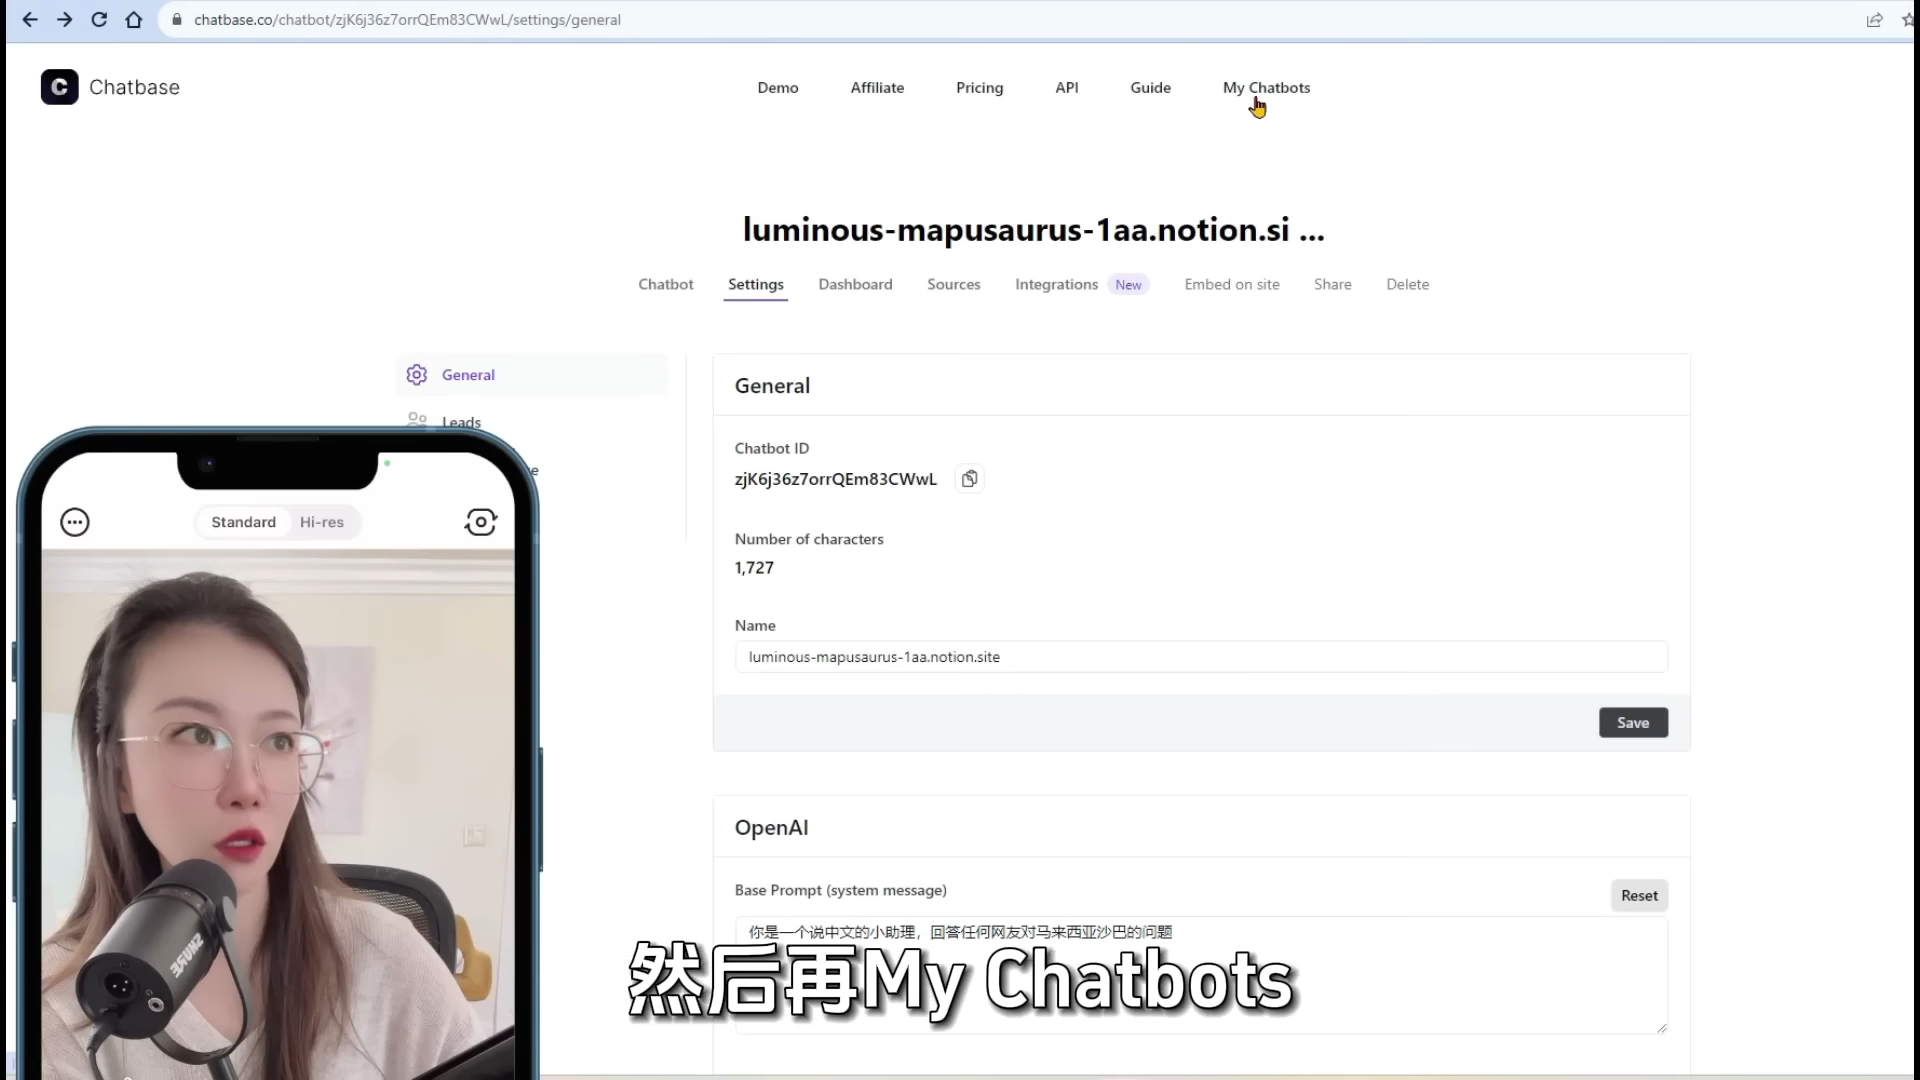 chatbase.co/chatbot/zjK6j36z7orrQEm83CWwL/settings/general
Chatbase
Demo
Affiliate
Pricing
API
Guide
My Chatbots
luminous-mapusaurus-1aa.notion.si ...
Chatbot
Settings
Dashboard
Sources
Integrations
New
Embed on site
Share
Delete
General
Leads
General
Chatbot ID
zjK6j36z7orrQEm83CWwL
Number of characters
1,727
Name
luminous-mapusaurus-1aa.notion.site
Save
OpenAI
Base Prompt (system message)
Reset
你是一个说中文的小助理，回答任何网友对马来西亚沙巴的问题
Standard
Hi-res
SHURE
然后再My Chatbots